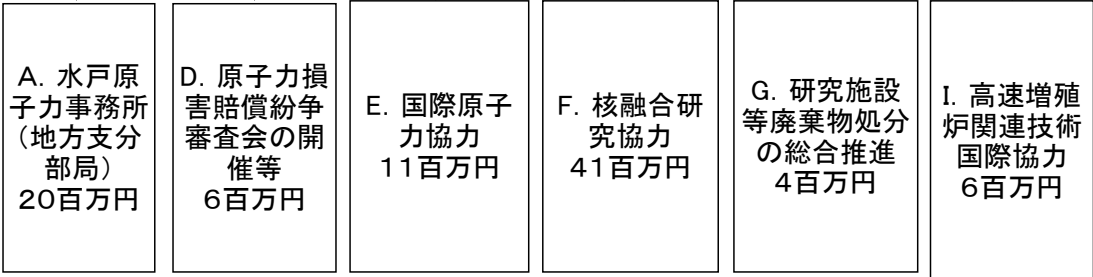 A．水戸原
子力事務所
（地方支分
部局）
２０百万円
D．原子力損
害賠償紛争
審査会の開
催等
６百万円
E．国際原子
力協力
１１百万円
F．核融合研
究協力
４１百万円
G．研究施設
等廃棄物処分
の総合推進
４百万円
I．高速増殖
炉関連技術
国際協力
６百万円